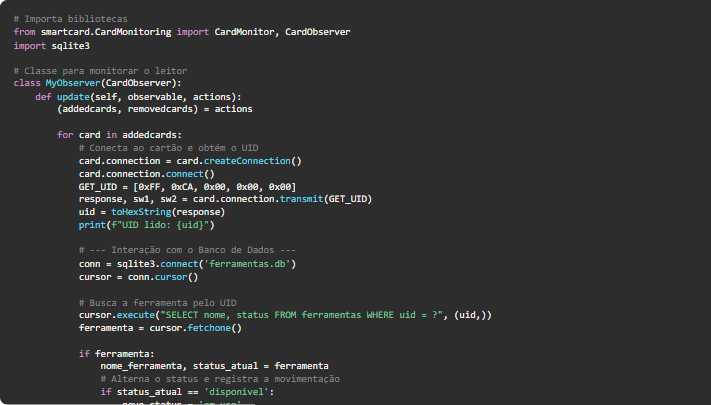 # Importa bibliotecas
from smartcard.CardMonitoring import CardMonitor, CardObserver
import sqlite3
# Classe para monitorar o leitor
class MyObserver(CardObserver):
def update(self, observable, actions):
(addedcards, removedcards) = actions
for card in addedcards:
# Conecta ao cartão e obtém o UID
card.connection = card.createConnection()
card.connection.connect()
GET_UID = [0xFF, 0xCA, 0x00, 0x00, 0x00]
response, sw1, sw2 = card.connection.transmit(GET_UID)
uid = toHexString(response)
print(f"UID lido: {uid}")
# --- Interação com o Banco de Dados ---
conn = sqlite3.connect('ferramentas.db')
cursor = conn.cursor()
# Busca a ferramenta pelo UID
cursor.execute("SELECT nome, status FROM ferramentas WHERE uid = ?", (uid,))
ferramenta = cursor.fetchone()
if ferramenta:
nome_ferramenta, status_atual = ferramenta
# Alterna o status e registra a movimentação
if status_atual == 'disponivel':
novo_status = 'em_uso'